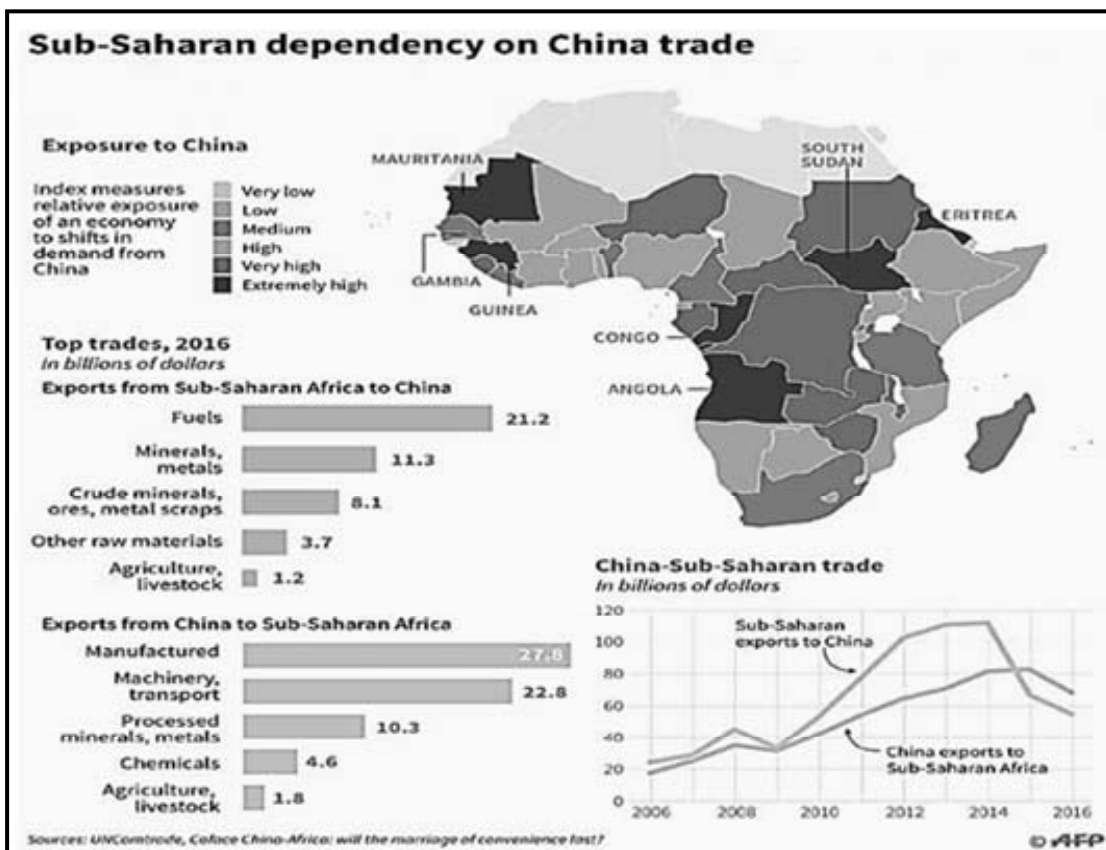 Sub-Saharan dependency on China trade
Exposure to China
Index measures
relative exposure
of an economy
to shifts in
demand from
China
Very low
Low
Medium
High
Very high
Extremely high
MAURITANIA
GAMBIA
GUINEA
SOUTH
SUDAN
ERITREA
CONGO
ANGOLA
Top trades, 2016
In billions of dollars
Exports from Sub-Saharan Africa to China
Fuels 21.2
Minerals,
metals 11.3
Crude minerals,
ores, metal scraps 8.1
Other raw materials 3.7
Agriculture,
livestock 1.2
Exports from China to Sub-Saharan Africa
Manufactured 27.8
Machinery,
transport 22.8
Processed
minerals, metals 10.3
Chemicals 4.6
Agriculture,
livestock 1.8
China-Sub-Saharan trade
In billions of dollars
120
100
80
60
40
20
0
Sub-Saharan
exports to China
China exports to
Sub-Saharan Africa
2006 2008 2010 2012 2014 2016
Sources: UNComtrade, Coface China-Africa: will the marriage of convenience last?
© AFP